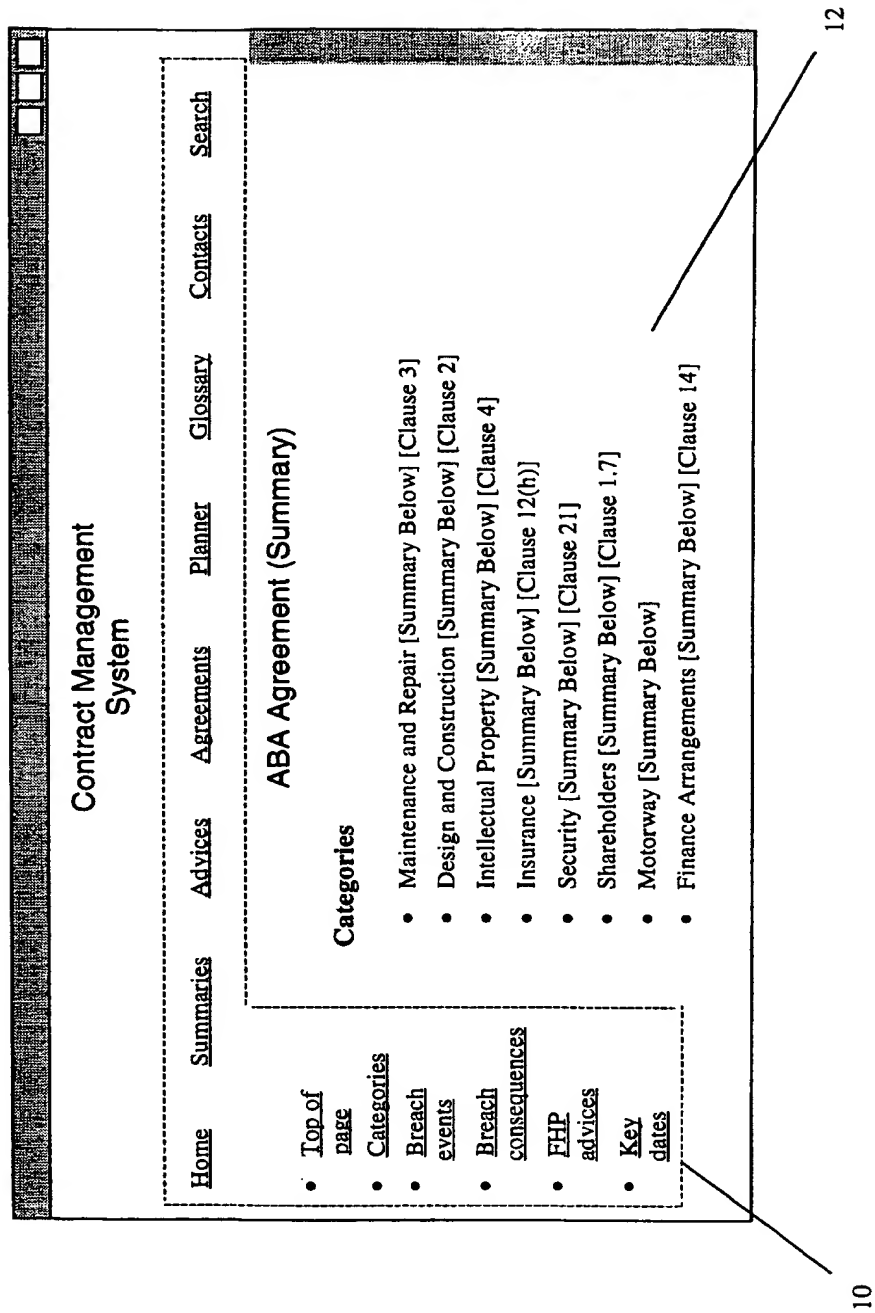 Contract Management
System
Home Summaries Advices Agreements Planner Glossary Contacts Search
• Top of
page
• Categories
• Breach
events
• Breach
consequences
• FHP
advices
• Key
dates
ABA Agreement (Summary)
Categories
• Maintenance and Repair [Summary Below] [Clause 3]
• Design and Construction [Summary Below] [Clause 2]
• Intellectual Property [Summary Below] [Clause 4]
• Insurance [Summary Below] [Clause 12(h)]
• Security [Summary Below] [Clause 21]
• Shareholders [Summary Below] [Clause 1.7]
• Motorway [Summary Below]
• Finance Arrangements [Summary Below] [Clause 14]
10
12